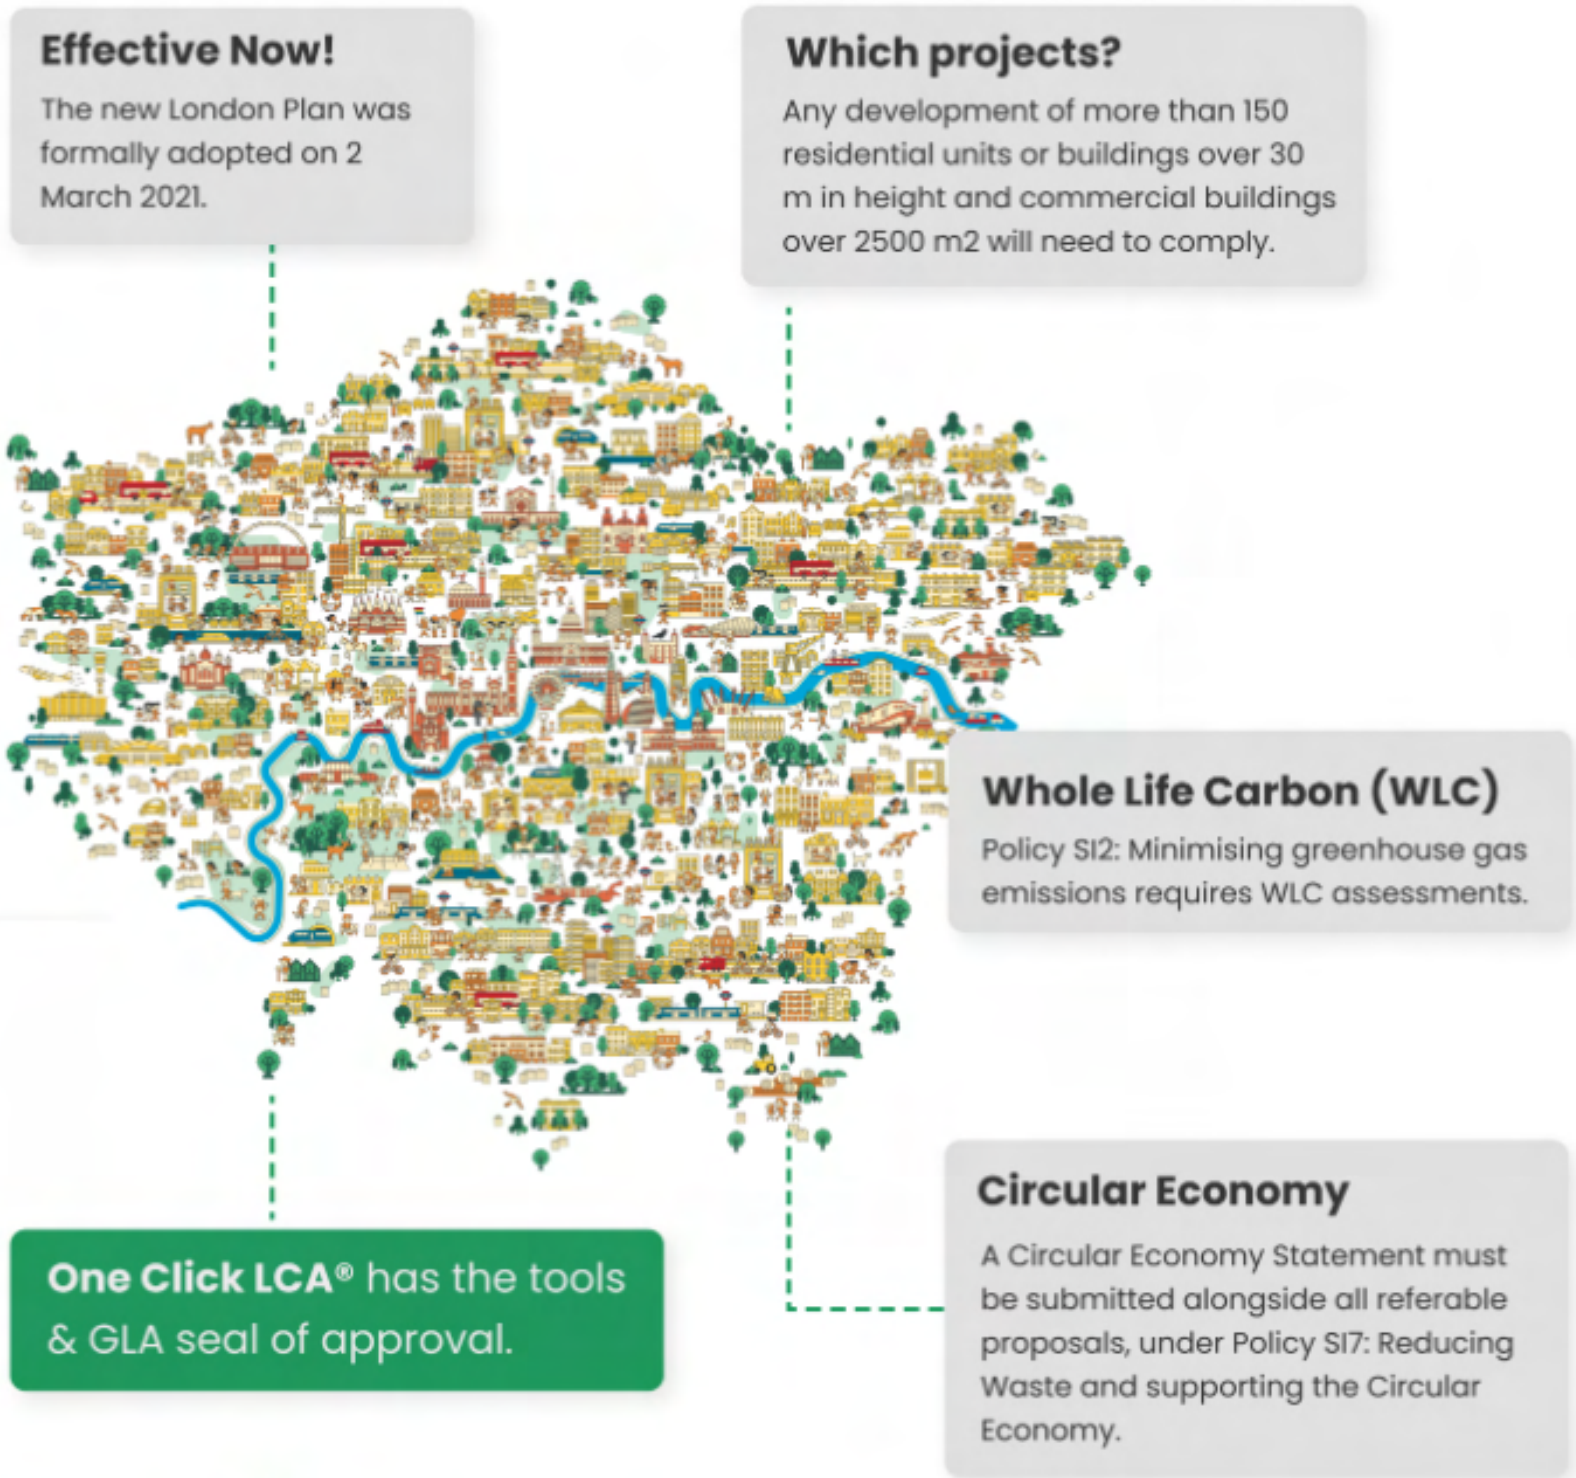 Effective Now!
The new London Plan was
formally adopted on 2
March 2021.
Which projects?
Any development of more than 150
residential units or buildings over 30
m in height and commercial buildings
over 2500 m2 will need to comply.
Whole Life Carbon (WLC)
Policy SI2: Minimising greenhouse gas
emissions requires WLC assessments.
One Click LCA® has the tools
& GLA seal of approval.
Circular Economy
A Circular Economy Statement must
be submitted alongside all referable
proposals, under Policy SI7: Reducing
Waste and supporting the Circular
Economy.